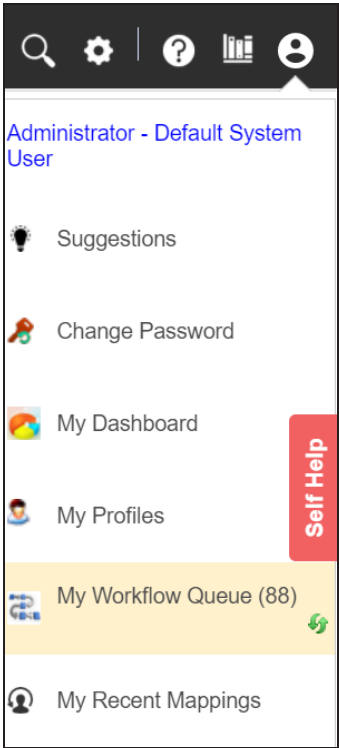 Administrator - Default System
User
Suggestions
Change Password
My Dashboard
Self Help
My Profiles
My Workflow Queue (88)
My Recent Mappings